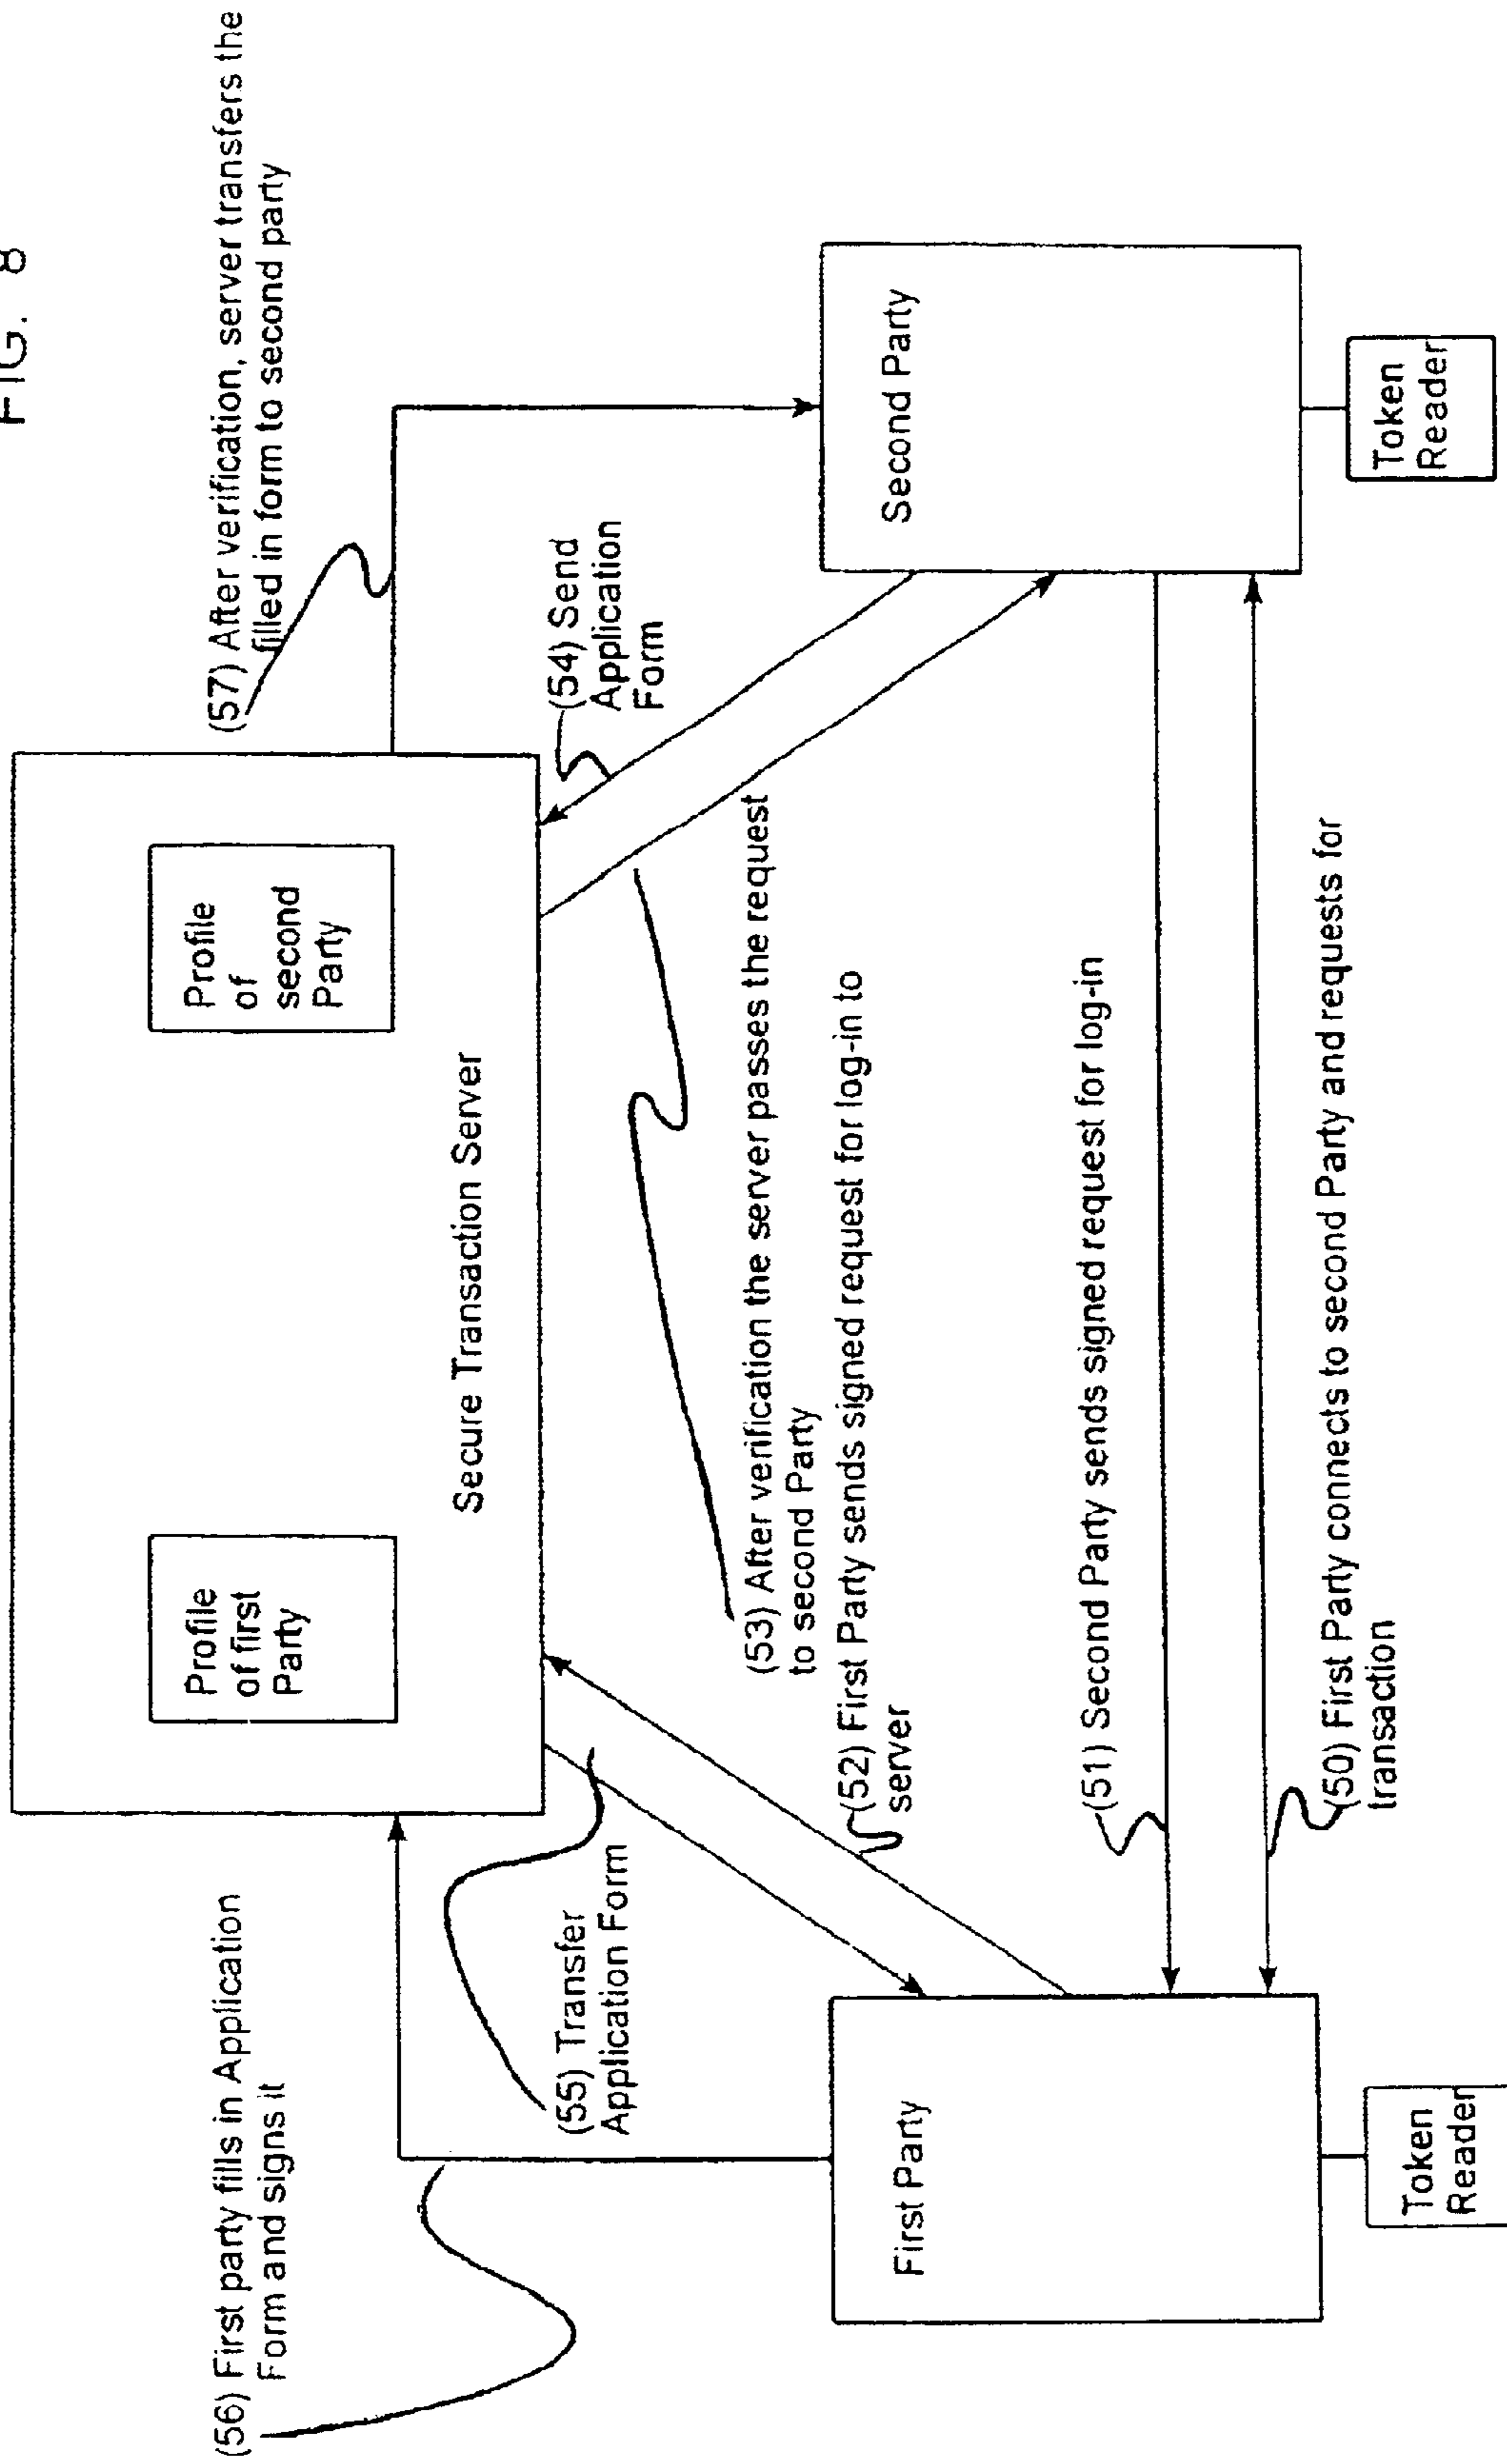 FIG. 8
(56) First party fills in Application
Form and signs it
(57) After verification, server transfers the
filled in form to second party
Profile
of first
Party
Profile
of
second
Party
Secure Transaction Server
(55) Transfer
Application Form
(54) Send
Application
Form
(53) After verification the server passes the request
to second Party
(52) First Party sends signed request for log-in to
server
First Party
Second Party
(51) Second Party sends signed request for log-in
(50) First Party connects to second Party and requests for
transaction
Token
Reader
Token
Reader